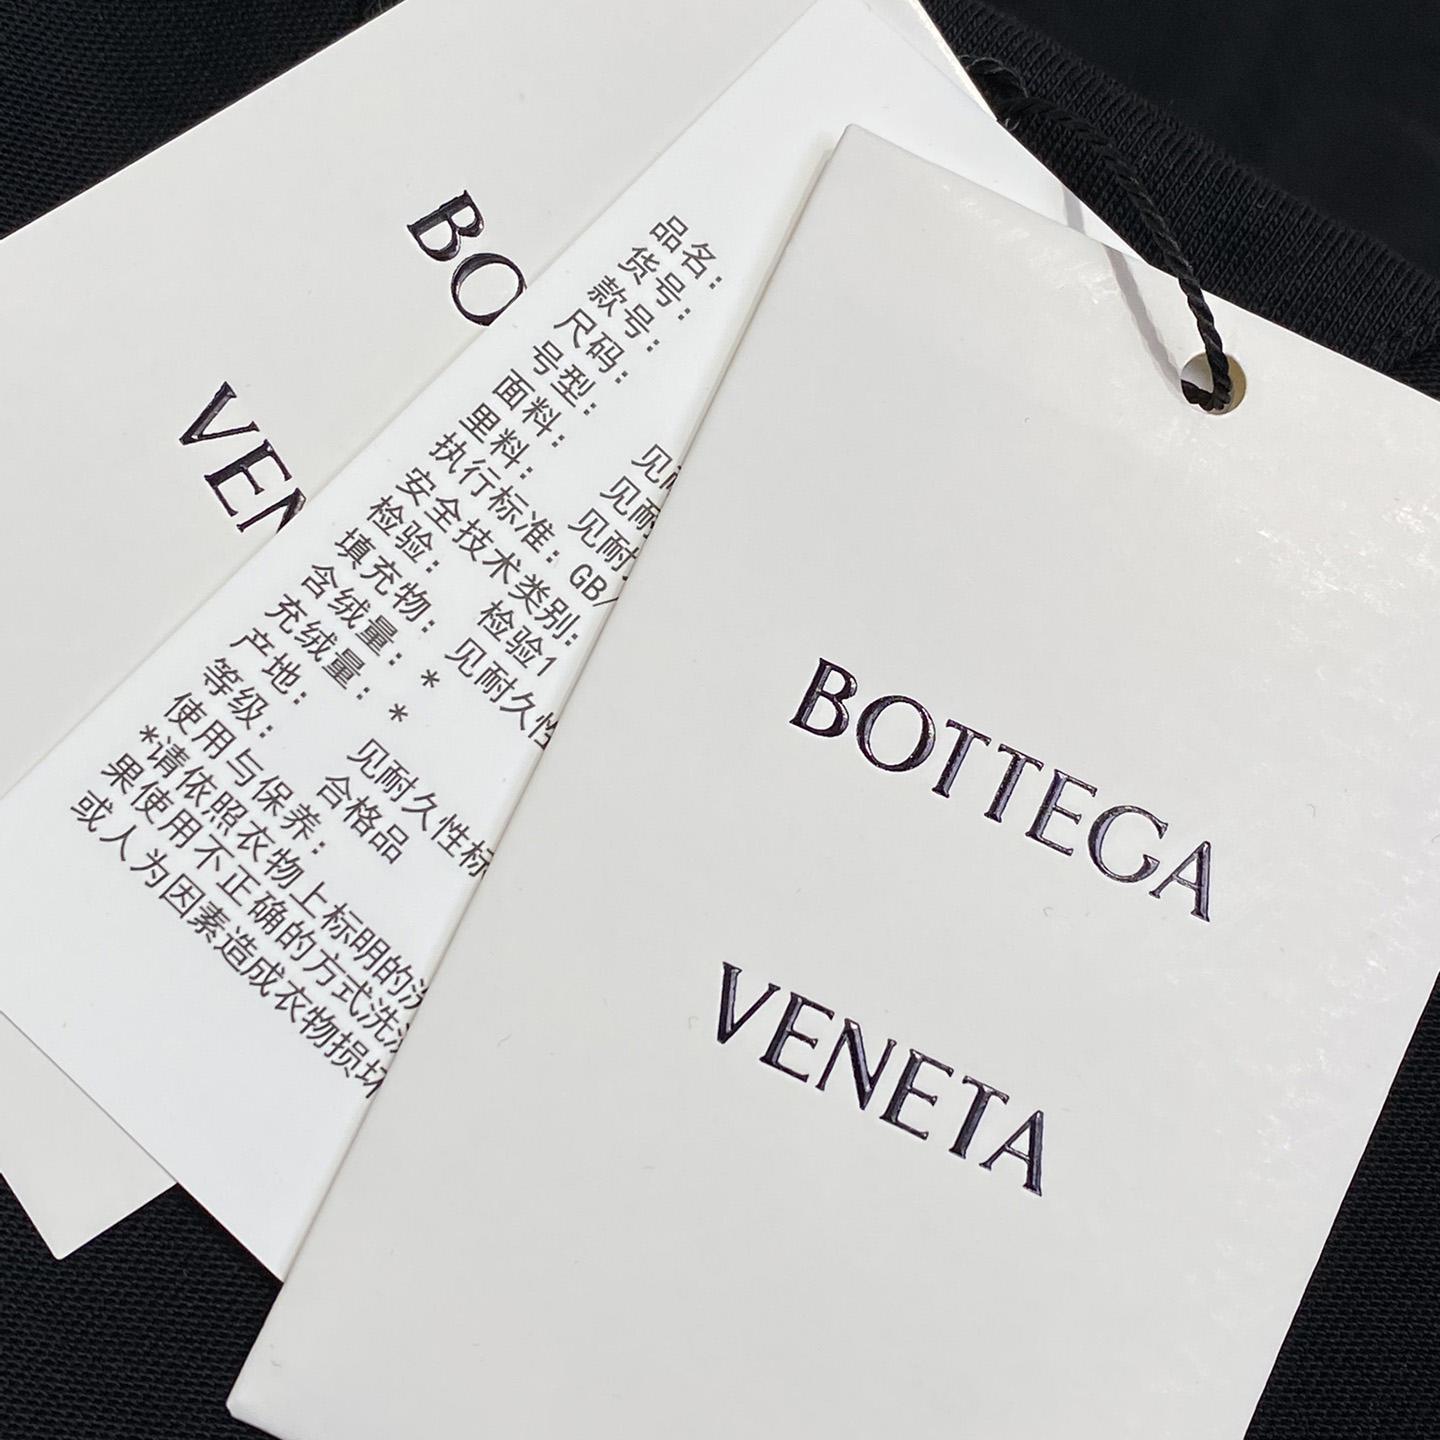 BO
VEN
品名:
货号:
款号:
尺码:
号型:
面料: 见耐
里料: 见耐
执行标准: GB/
安全技术类别:
检验: 检验1
填充物: 见耐久性
含绒量: *
充绒量: *
产地: 见耐久性标
等级: 合格品
使用与保养:
*请依照衣物上标明的洗
果使用不正确的方式洗
或人为因素造成衣物损坏
BOTTEGA
VENETA